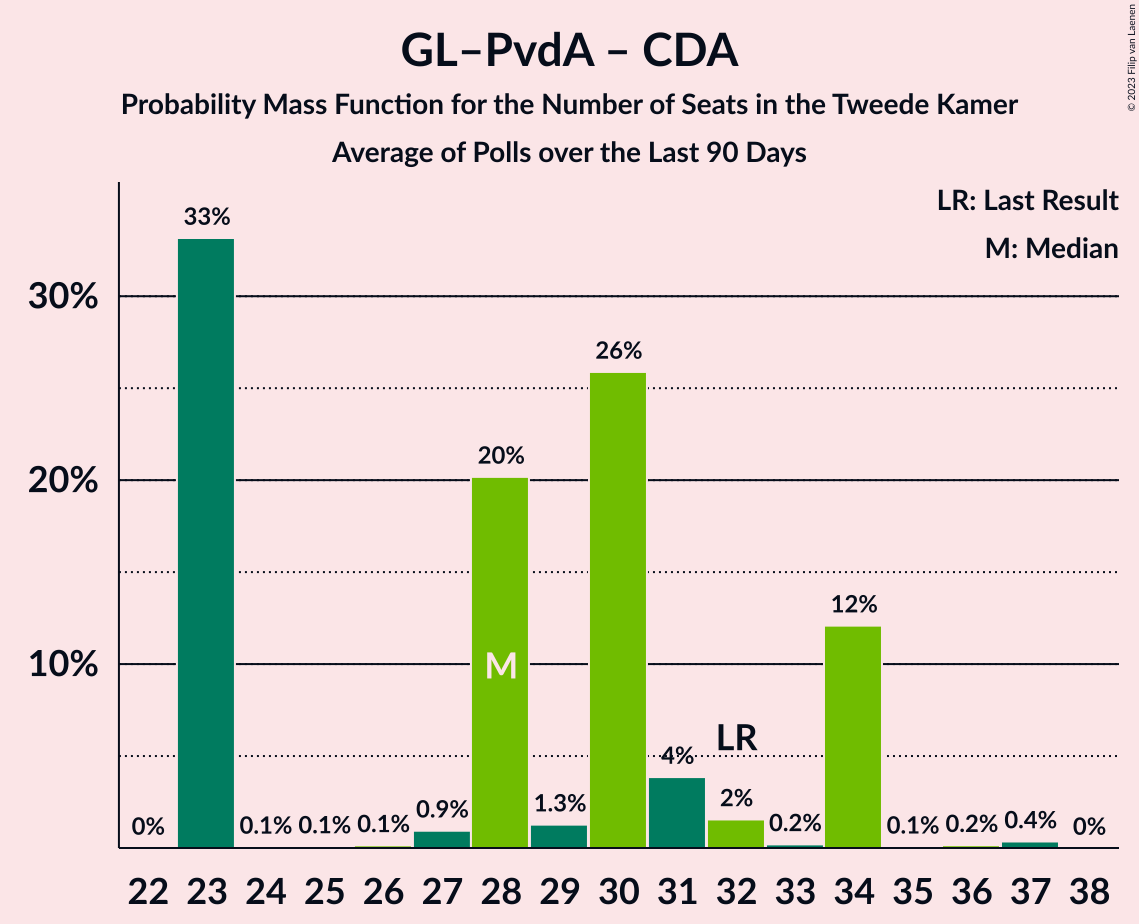 GL–PvdA – CDA
Probability Mass Function for the Number of Seats in the Tweede Kamer
Average of Polls over the Last 90 Days
© 2023 Filip van Laenen
LR: Last Result
M: Median
30%
20%
10%
0%
33%
0.1%
0.1%
0.1%
0.9%
20%
1.3%
26%
4%
2%
0.2%
12%
0.1%
0.2%
0.4%
0%
M
LR
22 23 24 25 26 27 28 29 30 31 32 33 34 35 36 37 38